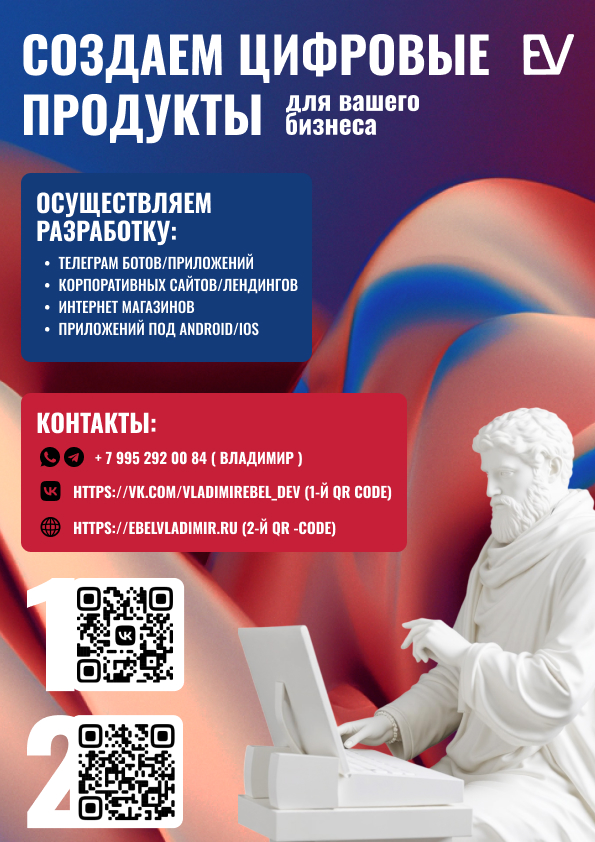 СОЗДАЕМ ЦИФРОВЫЕ
EV
ПРОДУКТЫ
для вашего
бизнеса
ОСУЩЕСТВЛЯЕМ
РАЗРАБОТКУ:
• ТЕЛЕГРАМ БОТОВ/ПРИЛОЖЕНИЙ
• КОРПОРАТИВНЫХ САЙТОВ/ЛЕНДИНГОВ
• ИНТЕРНЕТ МАГАЗИНОВ
• ПРИЛОЖЕНИЙ ПОД ANDROID/IOS
КОНТАКТЫ:
+ 7 995 292 00 84 ( ВЛАДИМИР )
HTTPS://VK.COM/VLADIMIREBEL_DEV (1-Й QR CODE)
HTTPS://EBELVLADIMIR.RU (2-Й QR -CODE)
1
2